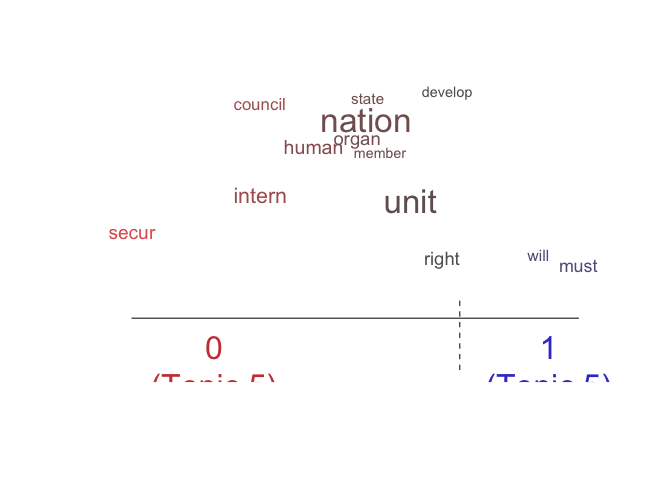 develop
state
council
nation
organ
human
member
intern
unit
secur
right
will
must
0 1
(Topic 5) (Topic 5)